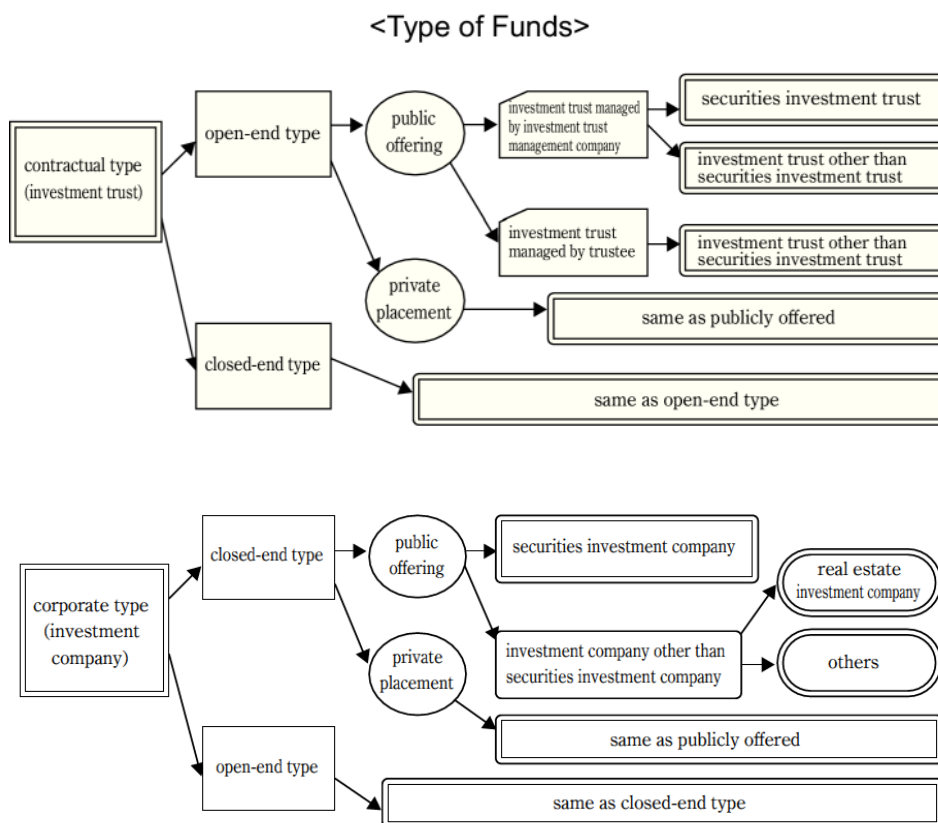 <Type of Funds>
contractual type
(investment trust)
open-end type
public
offering
investment trust managed
by investment trust
management company
securities investment trust
investment trust other than
securities investment trust
investment trust
managed by trustee
investment trust other than
securities investment trust
private
placement
same as publicly offered
closed-end type
same as open-end type
corporate type
(investment
company)
closed-end type
public
offering
securities investment company
investment company other than
securities investment company
real estate
investment company
others
private
placement
same as publicly offered
open-end type
same as closed-end type